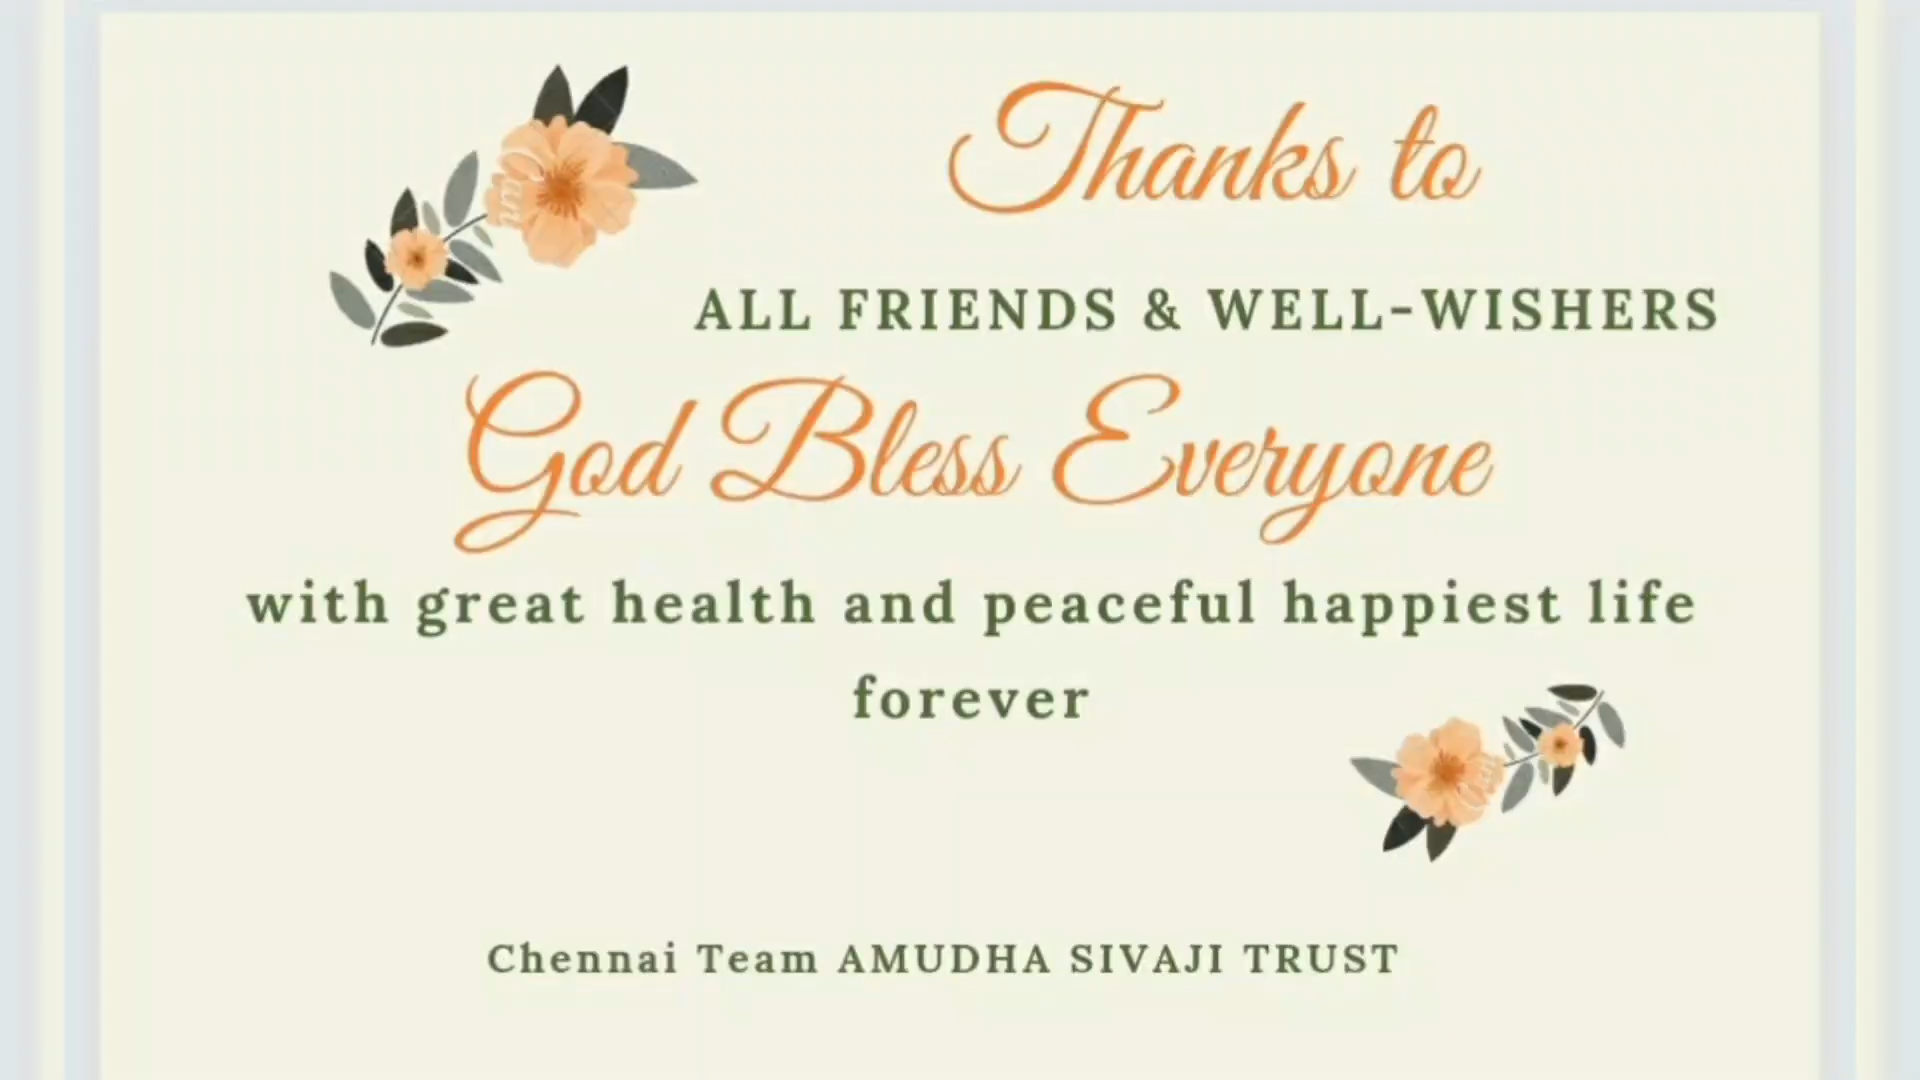 Thanks to
ALL FRIENDS & WELL-WISHERS
God Bless Everyone
with great health and peaceful happiest life
forever
Chennai Team AMUDHA SIVAJI TRUST